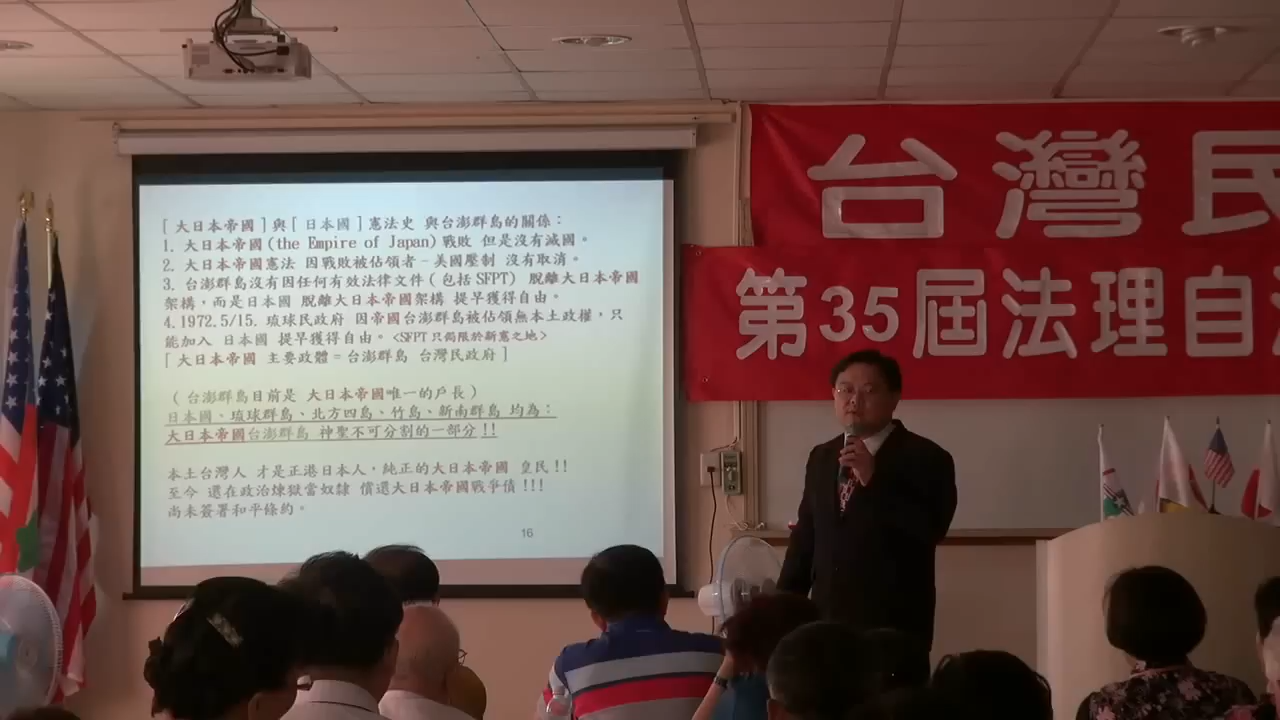 [ 大日本帝國 ] 與 [ 日本國 ] 憲法史 與台澎群島的關係：
1. 大日本帝國 (the Empire of Japan) 戰敗 但是沒有滅國。
2. 大日本帝國憲法 因戰敗被佔領者－美國壓制 沒有取消。
3. 台澎群島沒有因任何有效法律文件 ( 包括 SFPT) 脫離大日本帝國
架構，而是日本國 脫離大日本帝國架構 提早獲得自由。
4.1972.5/15. 琉球民政府 因帝國台澎群島被佔領無本土政權，只
能加入 日本國 提早獲得自由。<SFPT 只侷限於新憲之地>
[ 大日本帝國 主要政體 = 台澎群島 台灣民政府 ]
( 台澎群島目前是 大日本帝國唯一的戶長 )
日本國、琉球群島、北方四島、竹島、新南群島 均為：
大日本帝國台澎群島 神聖不可分割的一部分 !!
本土台灣人 才是正港日本人，純正的大日本帝國 皇民 !!
至今 還在政治煉獄當奴隸 償還大日本帝國戰爭債 !!!
尚未簽署和平條約。
16
台灣民
第35屆法理自治